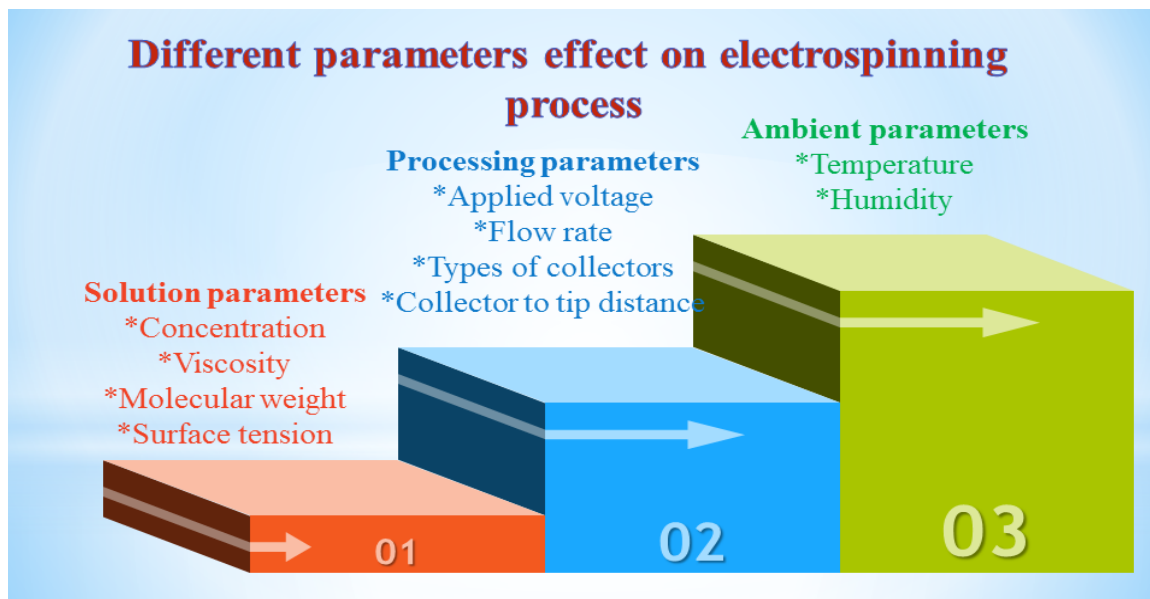 Different parameters effect on electrospinning
process
Solution parameters
*Concentration
*Viscosity
*Molecular weight
*Surface tension
Processing parameters
*Applied voltage
*Flow rate
*Types of collectors
*Collector to tip distance
Ambient parameters
*Temperature
*Humidity
01
02
03